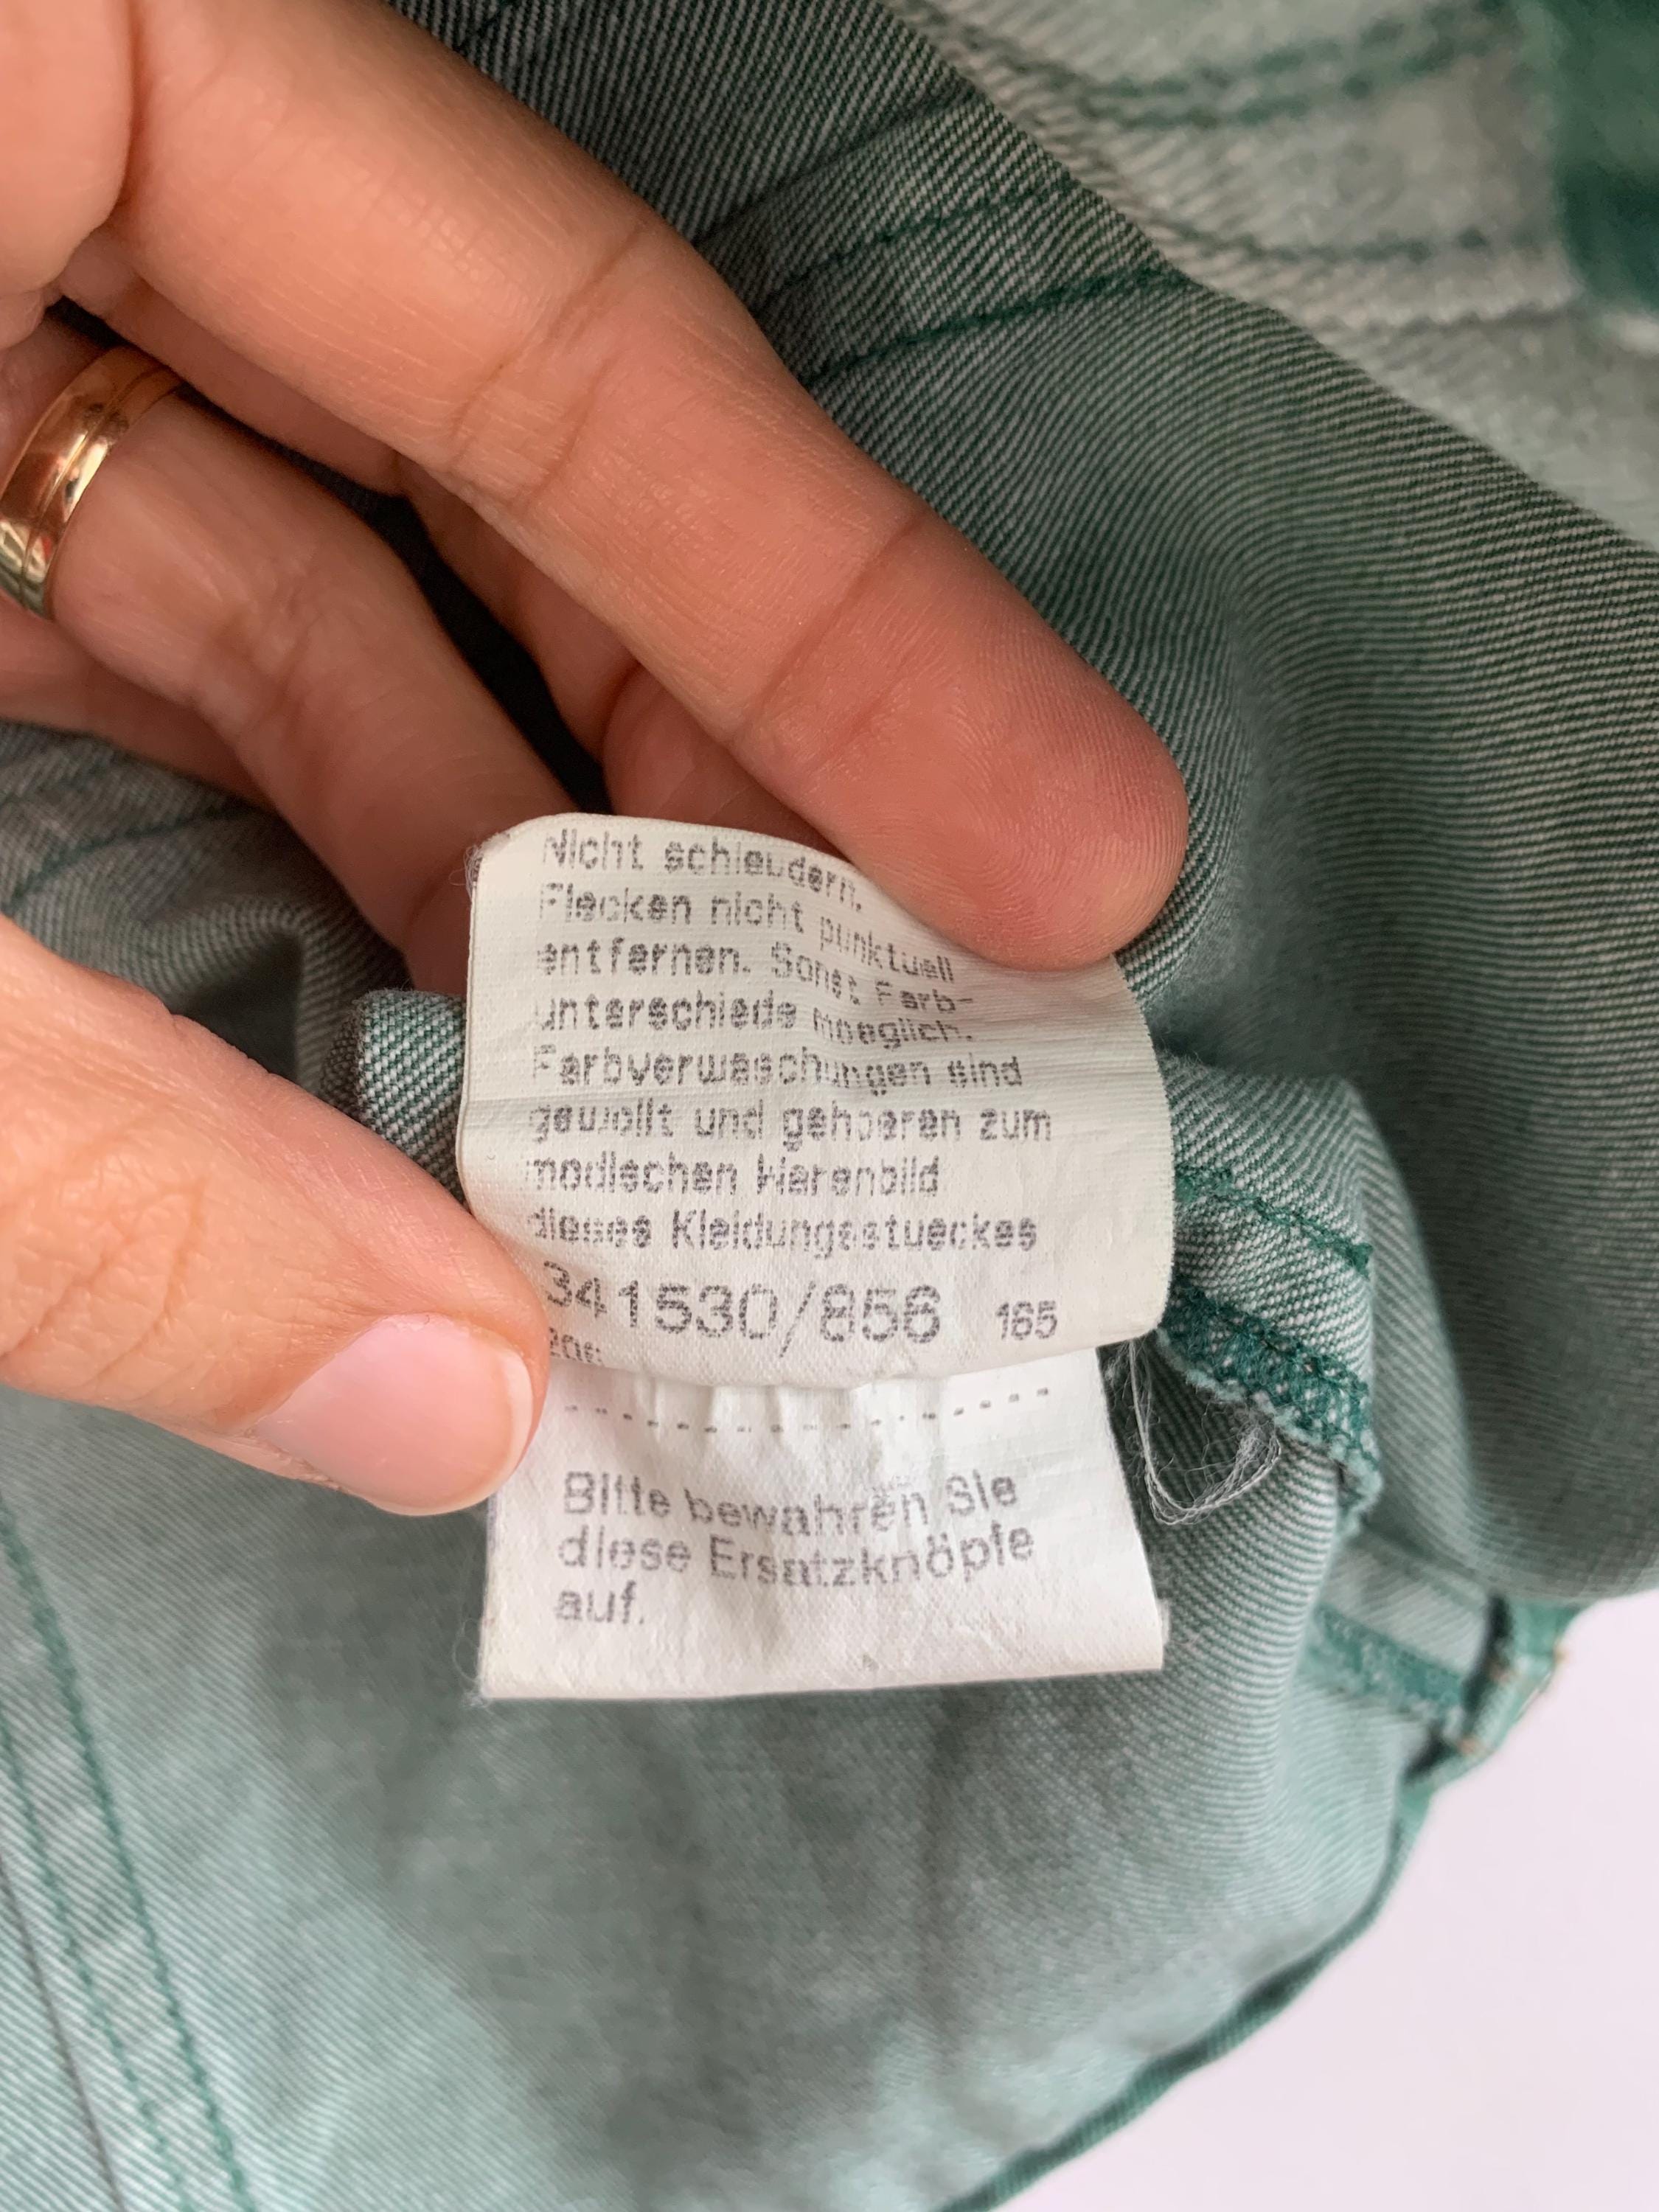 Nicht schleudern.
Flecken nicht punktuell
entfernen. Sonst Farb-
unterschiede moeglich.
Farbverwaschungen sind
gewollt und gehoeren zum
modischen Warenbild
dieses Kleidungsstueckes
341530/856 165
Bitte bewahren Sie
diese Ersatzknöpfe
auf.